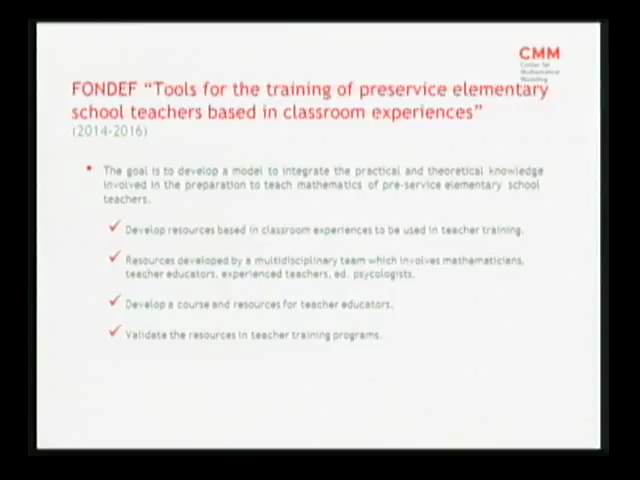 CMM
Center for
Mathematical
Modeling
FONDEF “Tools for the training of preservice elementary
school teachers based in classroom experiences”
(2014-2016)
The goal is to develop a model to integrate the practical and theoretical knowledge
involved in the preparation to teach mathematics of pre-service elementary school
teachers.
Develop resources based in classroom experiences to be used in teacher training.
Resources developed by a multidisciplinary team which involves mathematicians,
teacher educators, experienced teachers, ed. psycologists.
Develop a course and resources for teacher educators.
Validate the resources in teacher training programs.